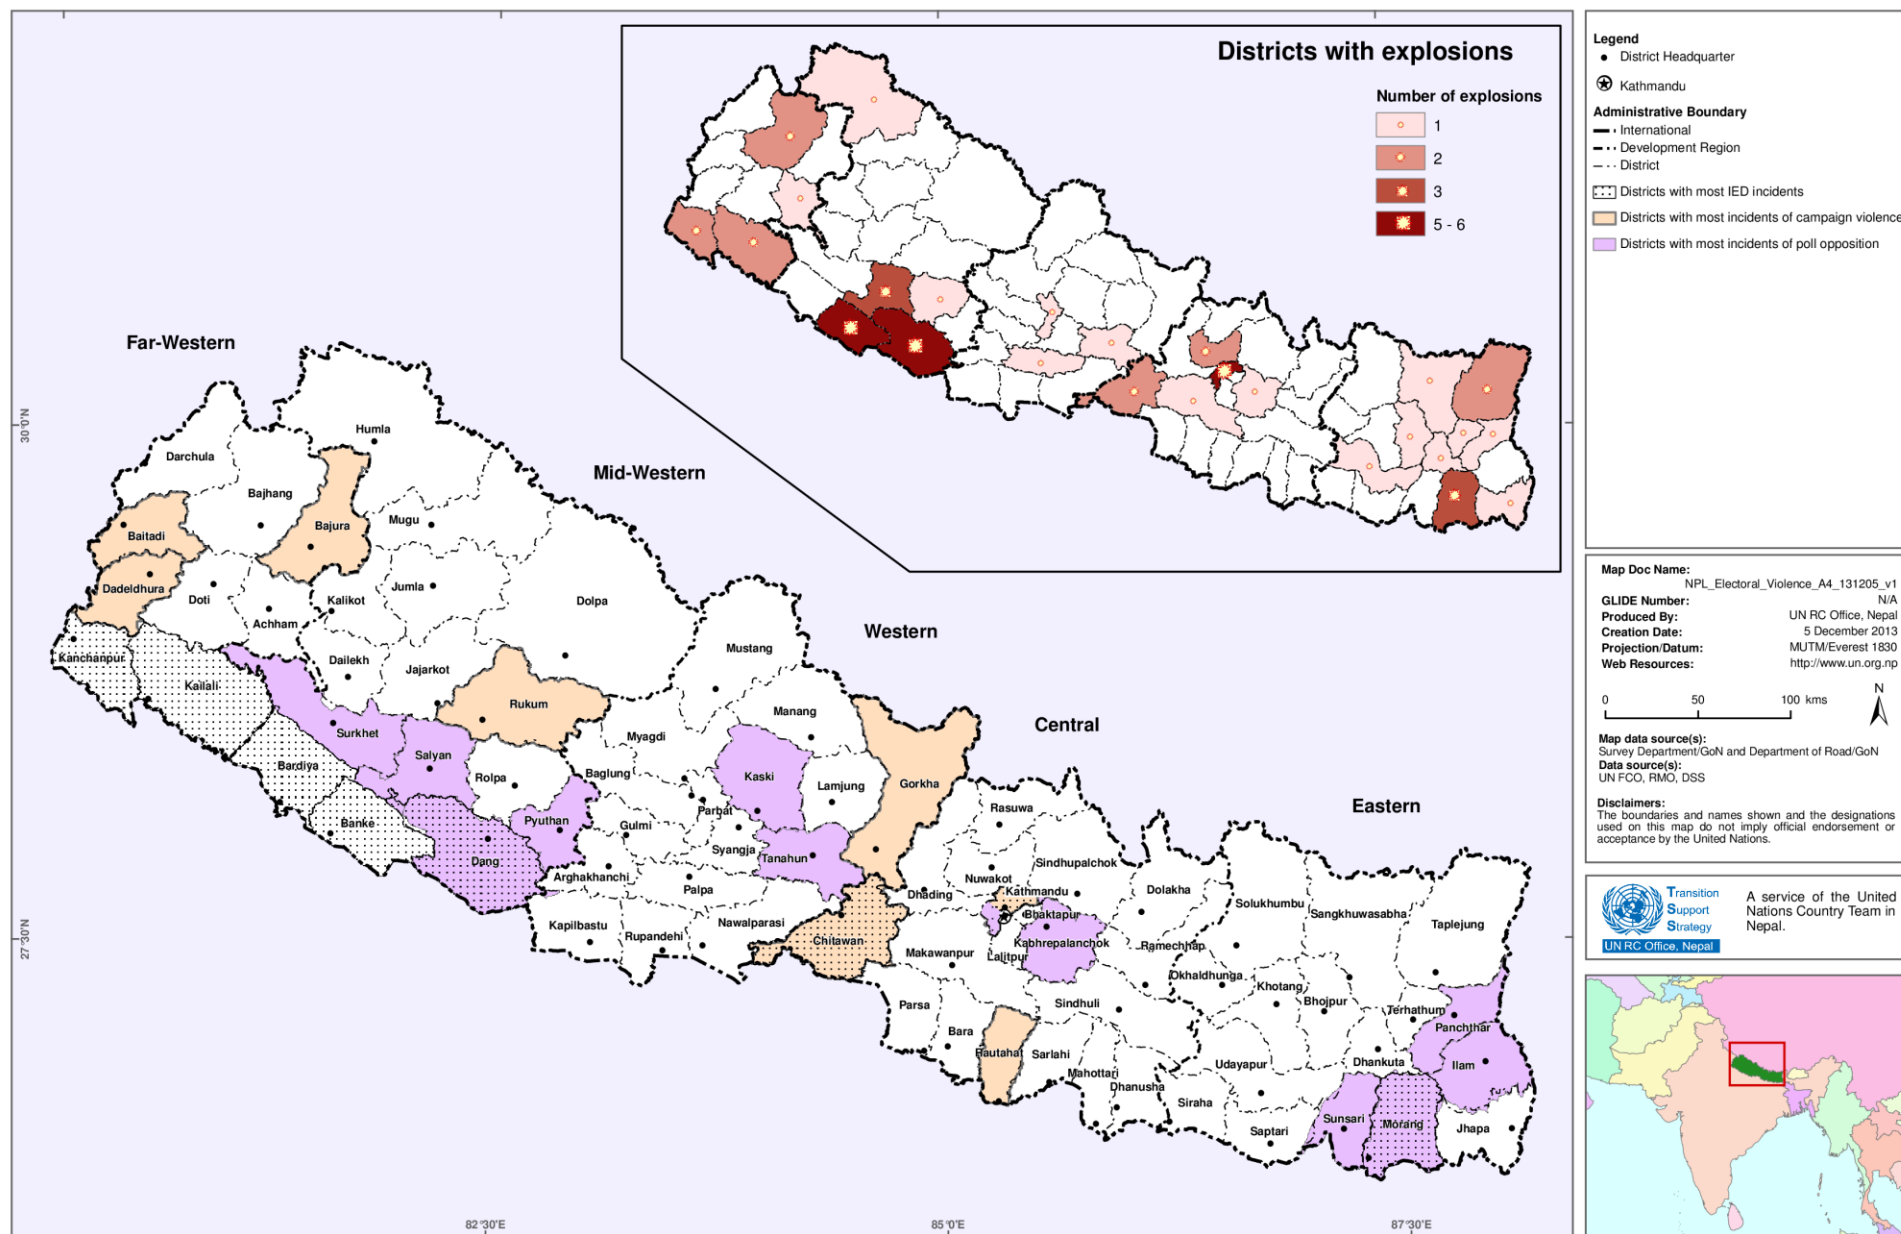 Districts with explosions
Number of explosions
1
2
3
5 - 6
Far-Western
Mid-Western
Western
Central
Eastern
30°0'N
27°30'N
82°30'E
85°0'E
87°30'E
Humla
Darchula
Bajhang
Bajura
Mugu
Baitadi
Dadeldhura
Doti
Achham
Kalikot
Jumla
Dolpa
Kanchanpur
Kailali
Dailekh
Jajarkot
Mustang
Rukum
Surkhet
Salyan
Rolpa
Manang
Myagdi
Bardiya
Baglung
Kaski
Lamjung
Gorkha
Banke
Pyuthan
Gulmi
Parbat
Syangja
Tanahun
Dang
Arghakhanchi
Palpa
Rasuwa
Nuwakot
Sindhupalchok
Dhading
Kathmandu
Dolakha
Bhaktapur
Kapilbastu
Rupandehi
Nawalparasi
Chitawan
Makawanpur
Lalitpur
Kabhrepalanchok
Ramechhap
Solukhumbu
Sangkhuwasabha
Taplejung
Okhaldhunga
Khotang
Bhojpur
Terhathum
Panchthar
Parsa
Bara
Rautahat
Sarlahi
Sindhuli
Mahottari
Dhanusha
Siraha
Udayapur
Saptari
Dhankuta
Ilam
Sunsari
Morang
Jhapa
Legend
District Headquarter
Kathmandu
Administrative Boundary
International
Development Region
District
Districts with most IED incidents
Districts with most incidents of campaign violence
Districts with most incidents of poll opposition
Map Doc Name:
NPL_Electoral_Violence_A4_131205_v1
GLIDE Number: N/A
Produced By: UN RC Office, Nepal
Creation Date: 5 December 2013
Projection/Datum: MUTM/Everest 1830
Web Resources: http://www.un.org.np
0 50 100 kms
N
Map data source(s):
Survey Department/GoN and Department of Road/GoN
Data source(s):
UN FCO, RMO, DSS
Disclaimers:
The boundaries and names shown and the designations
used on this map do not imply official endorsement or
acceptance by the United Nations.
Transition
Support
Strategy
UN RC Office, Nepal
A service of the United
Nations Country Team in
Nepal.